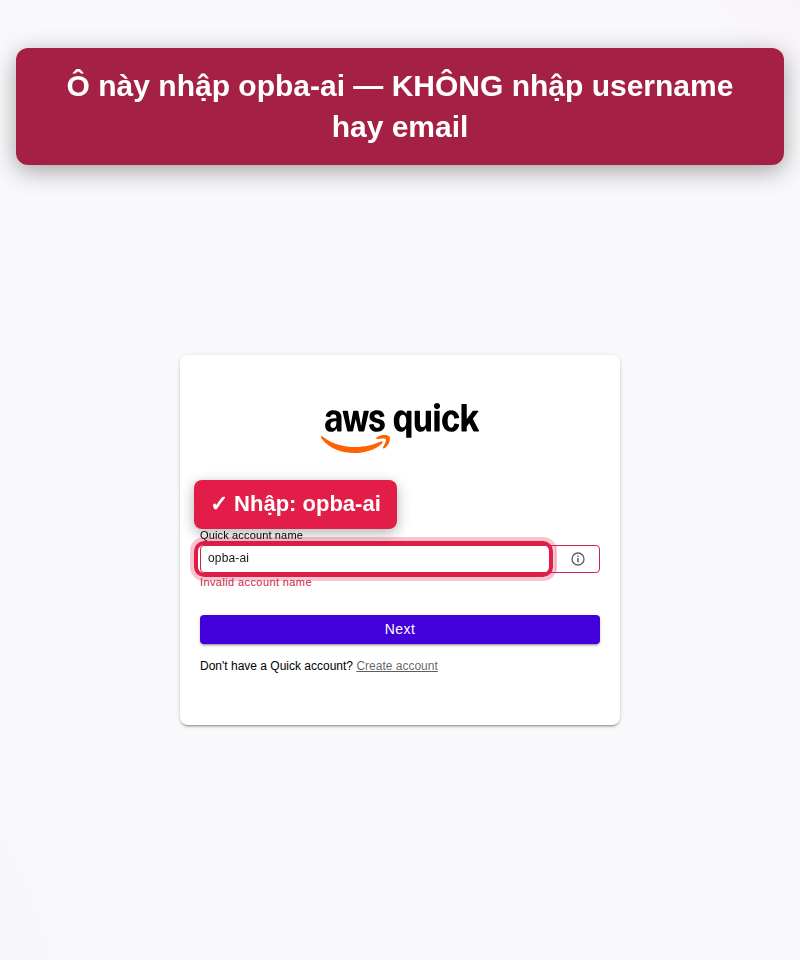 Ô này nhập opba-ai — KHÔNG nhập username
hay email
aws quick
✓ Nhập: opba-ai
Quick account name
opba-ai
Invalid account name
Next
Don't have a Quick account? Create account